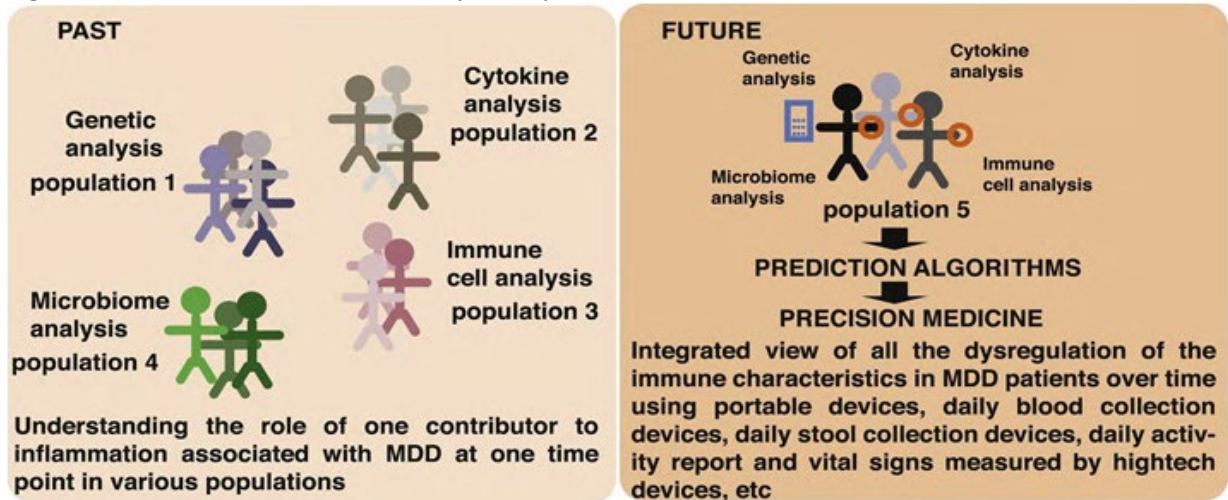 PAST
Genetic
analysis
population 1
Cytokine
analysis
population 2
Immune
cell analysis
population 3
Microbiome
analysis
population 4
Understanding the role of one contributor to
inflammation associated with MDD at one time
point in various populations
FUTURE
Genetic
analysis
Cytokine
analysis
Microbiome
analysis
Immune
cell analysis
population 5
PREDICTION ALGORITHMS
PRECISION MEDICINE
Integrated view of all the dysregulation of the
immune characteristics in MDD patients over time
using portable devices, daily blood collection
devices, daily stool collection devices, daily activ-
ity report and vital signs measured by hightech
devices, etc